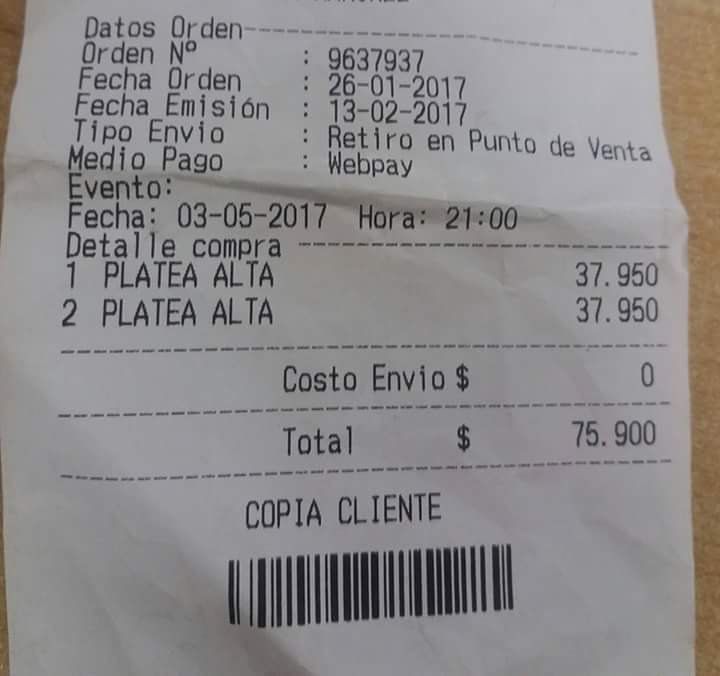 Datos Orden
Orden Nº : 9637937
Fecha Orden : 26-01-2017
Fecha Emisión : 13-02-2017
Tipo Envio : Retiro en Punto de Venta
Medio Pago : Webpay
Evento:
Fecha: 03-05-2017 Hora: 21:00
Detalle compra
1 PLATEA ALTA 37.950
2 PLATEA ALTA 37.950
Costo Envio $ 0
Total $ 75.900
COPIA CLIENTE